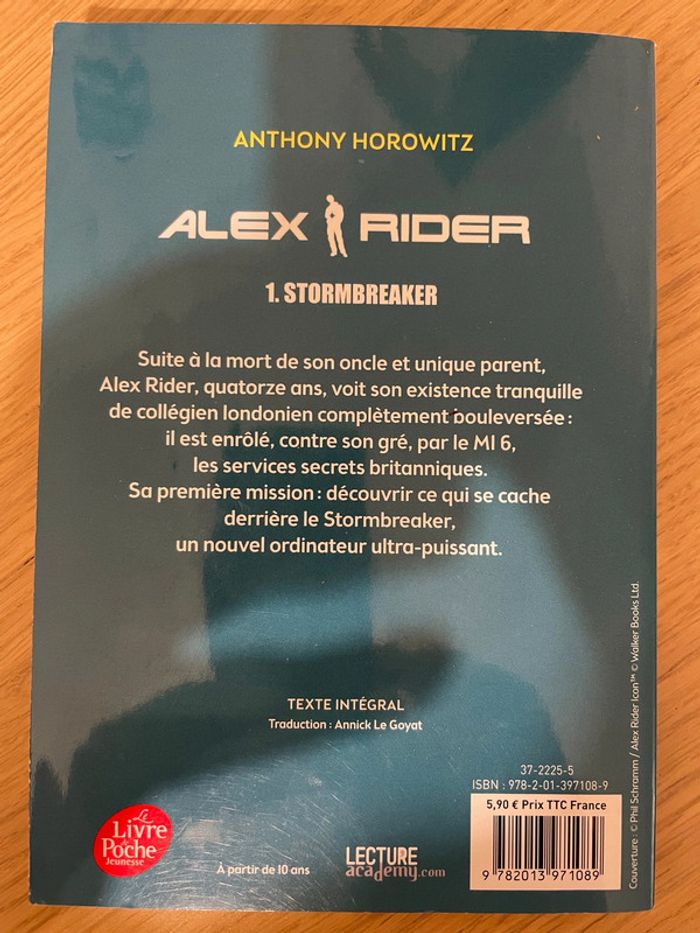 ANTHONY HOROWITZ
ALEX RIDER
1. STORMBREAKER
Suite à la mort de son oncle et unique parent,
Alex Rider, quatorze ans, voit son existence tranquille
de collégien londonien complètement bouleversée :
il est enrôlé, contre son gré, par le MI 6,
les services secrets britanniques.
Sa première mission : découvrir ce qui se cache
derrière le Stormbreaker,
un nouvel ordinateur ultra-puissant.
TEXTE INTÉGRAL
Traduction : Annick Le Goyat
37-2225-5
ISBN : 978-2-01-397108-9
5,90 € Prix TTC France
9 782013 971089
Le
Livre
de
Poche
Jeunesse
À partir de 10 ans
LECTURE
academy.com
Couverture : © Phil Schramm / Alex Rider Icon™ © Walker Books Ltd.